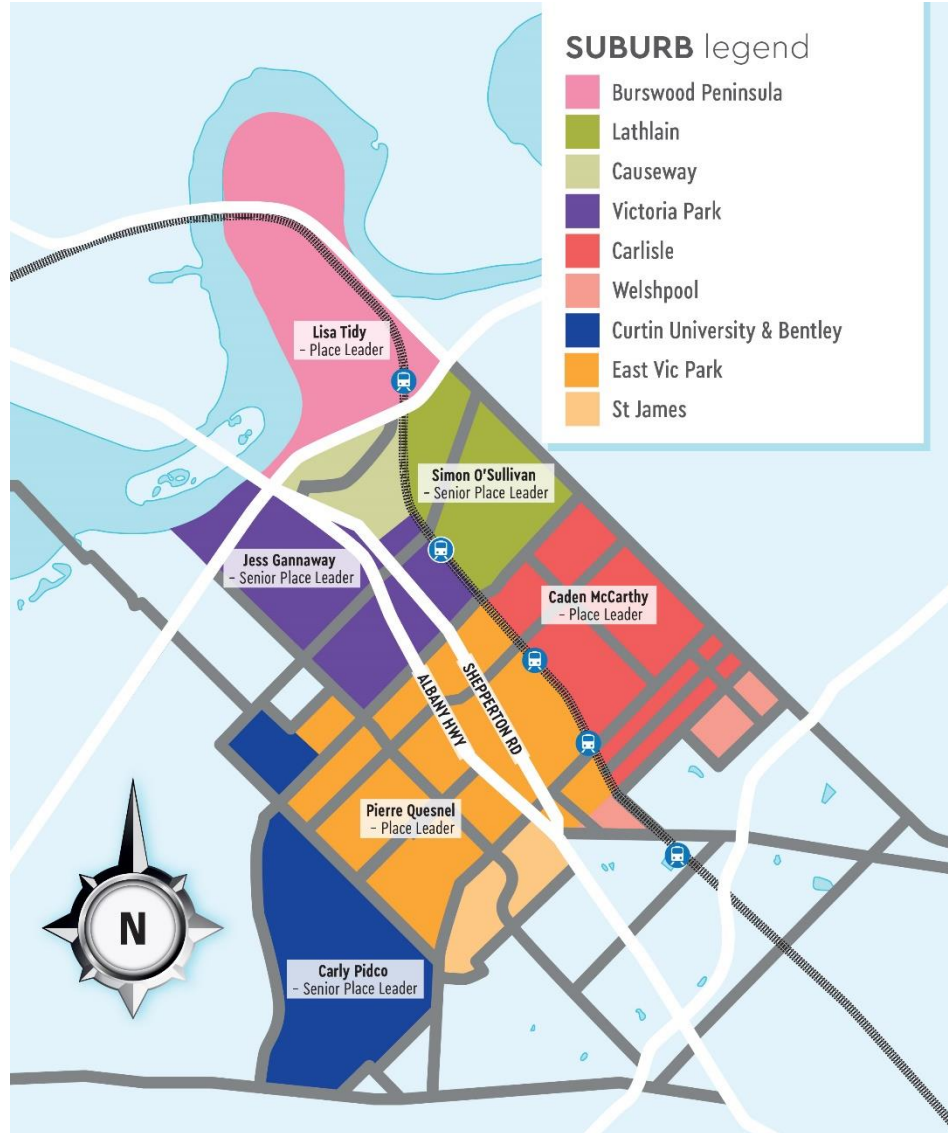 SUBURB legend
Burswood Peninsula
Lathlain
Causeway
Victoria Park
Carlisle
Welshpool
Curtin University & Bentley
East Vic Park
St James
Lisa Tidy
– Place Leader
Simon O'Sullivan
– Senior Place Leader
Jess Gannaway
– Senior Place Leader
Caden McCarthy
– Place Leader
ALBANY HWY
SHEPPERTON RD
Pierre Quesnel
– Place Leader
N
Carly Pidco
– Senior Place Leader